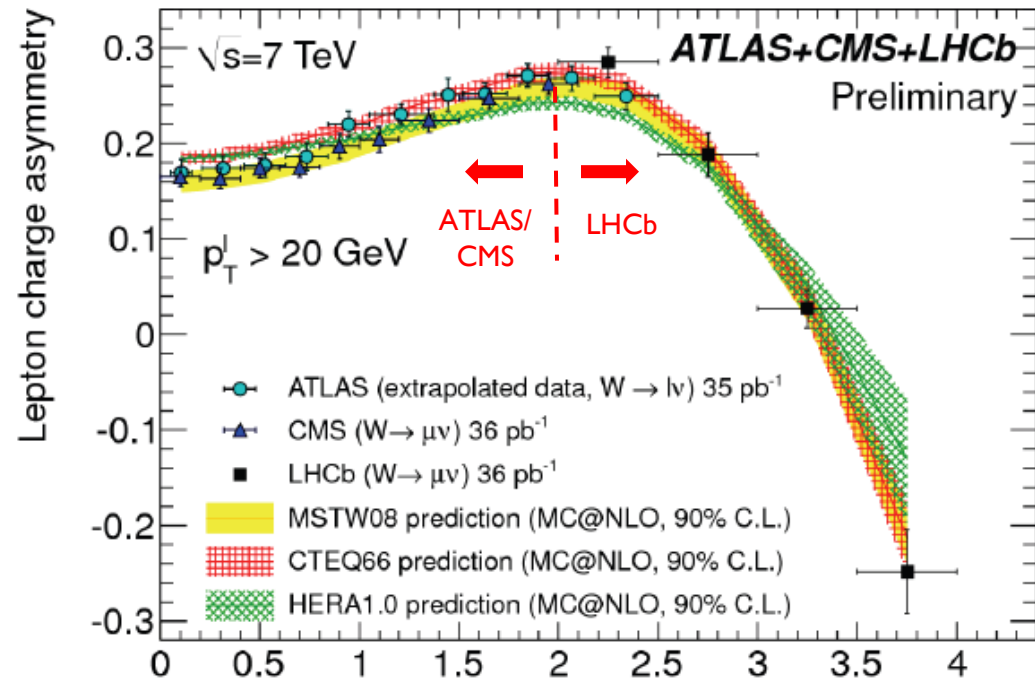 Lepton charge asymmetry
0.3
0.2
0.1
0
-0.1
-0.2
-0.3
√s=7 TeV
ATLAS+CMS+LHCb
Preliminary
ATLAS/
CMS
LHCb
p_T^l > 20 GeV
ATLAS (extrapolated data, W → lν) 35 pb⁻¹
CMS (W→ μν) 36 pb⁻¹
LHCb (W→ μν) 36 pb⁻¹
MSTW08 prediction (MC@NLO, 90% C.L.)
CTEQ66 prediction (MC@NLO, 90% C.L.)
HERA1.0 prediction (MC@NLO, 90% C.L.)
0 0.5 1 1.5 2 2.5 3 3.5 4